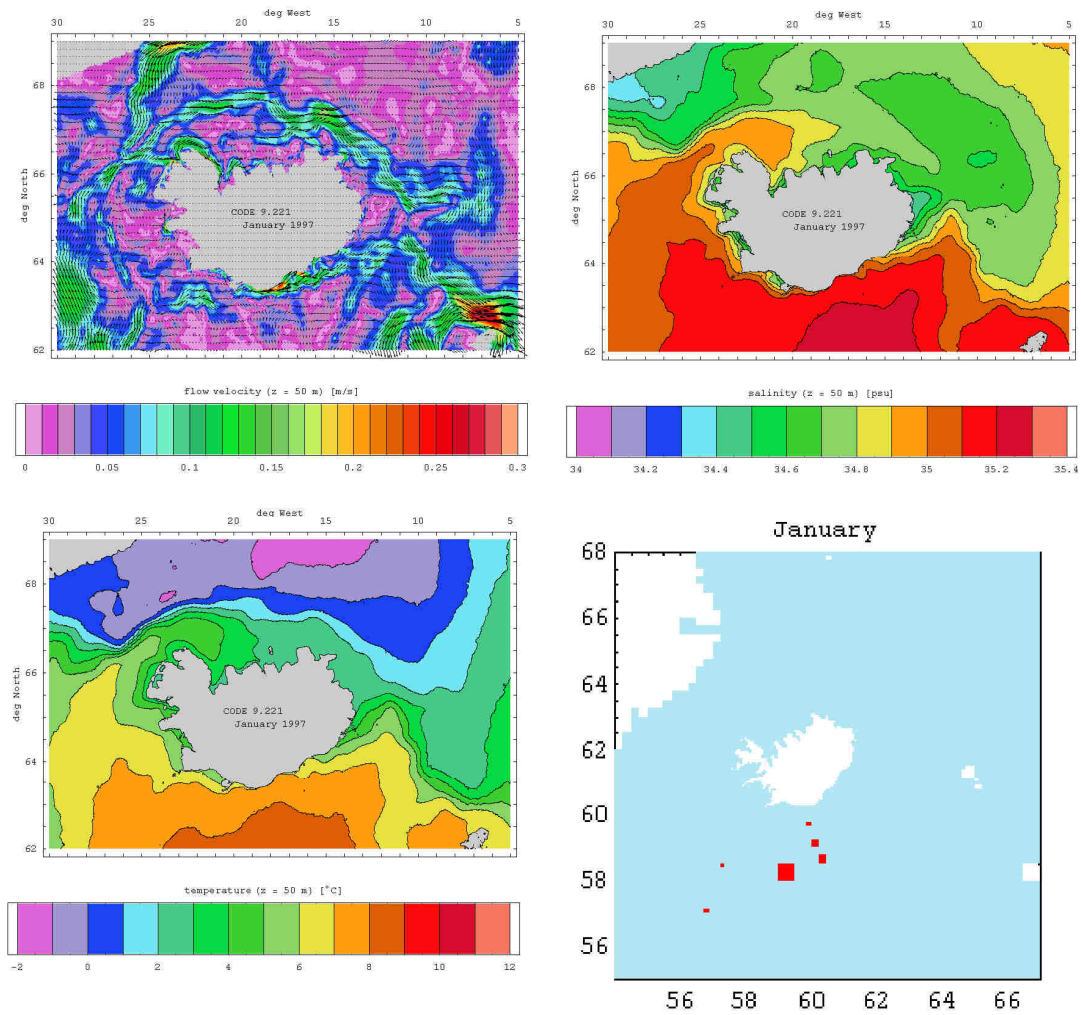 deg West
30 25 20 15 10 5
68
66
64
62
deg North
CODE 9.221
January 1997
flow velocity (z = 50 m) [m/s]
0 0.05 0.1 0.15 0.2 0.25 0.3
deg West
30 25 20 15 10 5
68
66
64
62
deg North
CODE 9.221
January 1997
salinity (z = 50 m) [psu]
34 34.2 34.4 34.6 34.8 35 35.2 35.4
deg West
30 25 20 15 10 5
68
66
64
62
deg North
CODE 9.221
January 1997
temperature (z = 50 m) [°C]
-2 0 2 4 6 8 10 12
January
68
66
64
62
60
58
56
56 58 60 62 64 66